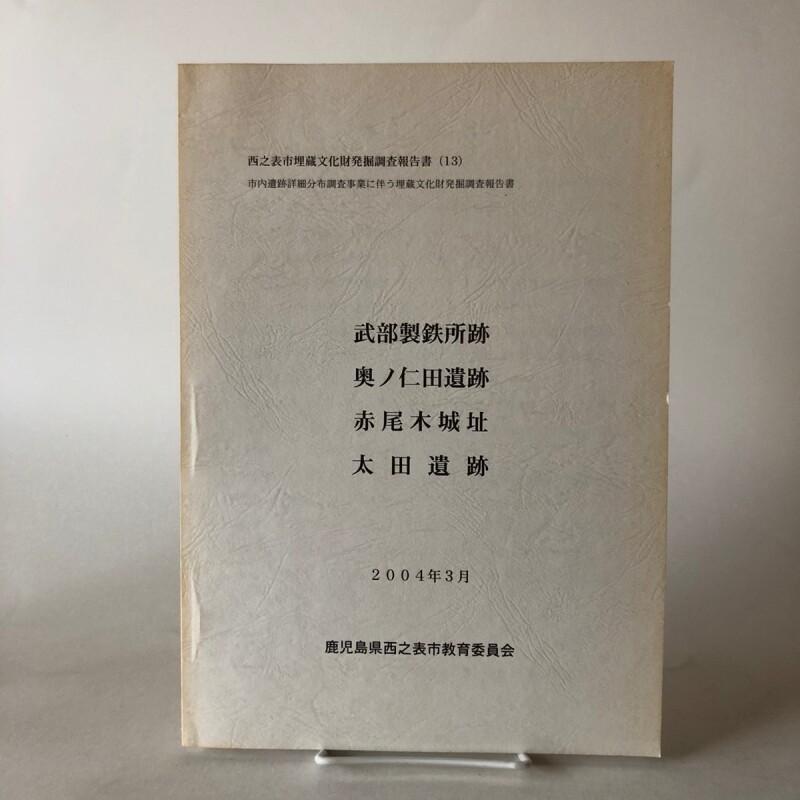 西之表市埋蔵文化財発掘調査報告書（13）
市内遺跡詳細分布調査事業に伴う埋蔵文化財発掘調査報告書
武部製鉄所跡
奥ノ仁田遺跡
赤尾木城址
太田遺跡
２００４年３月
鹿児島県西之表市教育委員会